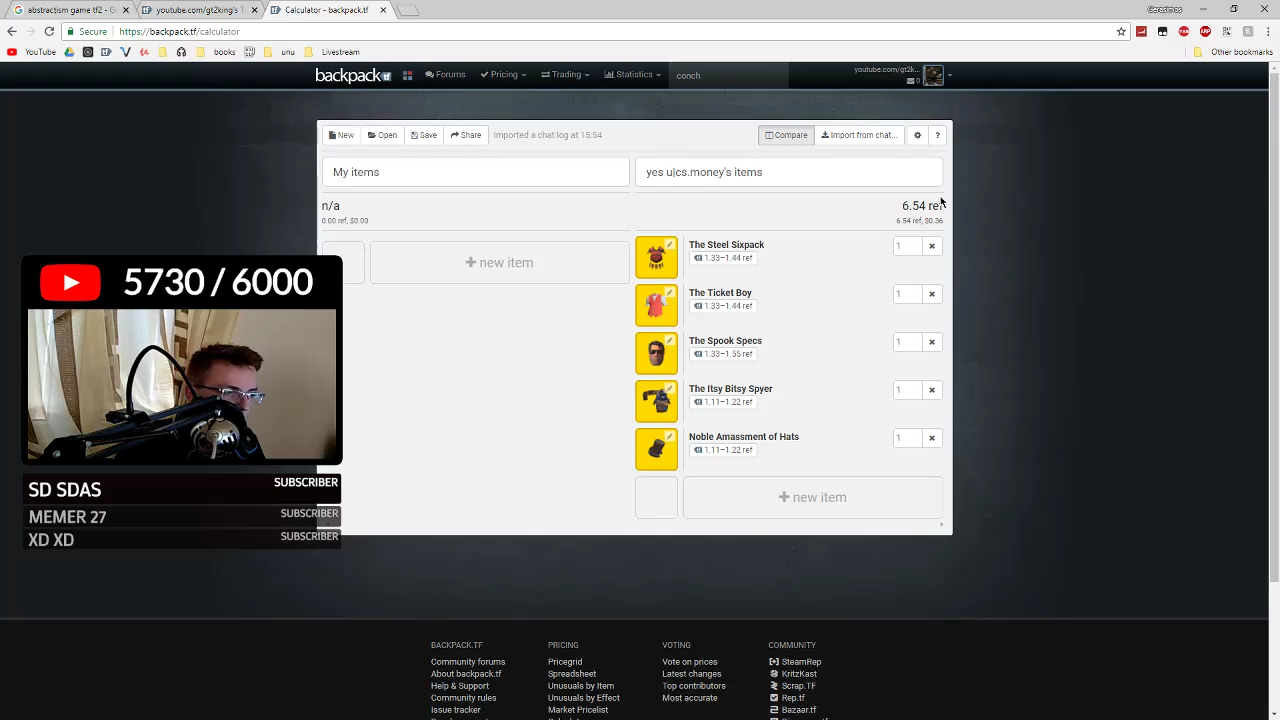 abstractism game tf2 - G
youtube.com/gt2king's T
Calculator - backpack.tf
Cerasmos
Secure
https://backpack.tf/calculator
YouTube
books
unu
Livestream
Other bookmarks
backpack.tf
Forums
Pricing
Trading
Statistics
conch
youtube.com/gt2k...
0
New
Open
Save
Share
Imported a chat log at 15:54
Compare
Import from chat...
?
My items
yes u|cs.money's items
n/a
6.54 ref
0.00 ref, $0.00
6.54 ref, $0.36
+ new item
The Steel Sixpack
1.33–1.44 ref
1
The Ticket Boy
1.33–1.44 ref
1
The Spook Specs
1.33–1.55 ref
1
The Itsy Bitsy Spyer
1.11–1.22 ref
1
Noble Amassment of Hats
1.11–1.22 ref
1
+ new item
5730 / 6000
SD SDAS
SUBSCRIBER
MEMER 27
SUBSCRIBER
XD XD
SUBSCRIBER
BACKPACK.TF
Community forums
About backpack.tf
Help & Support
Community rules
Issue tracker
PRICING
Pricegrid
Spreadsheet
Unusuals by Item
Unusuals by Effect
Market Pricelist
VOTING
Vote on prices
Latest changes
Top contributors
Most accurate
COMMUNITY
SteamRep
KritzKast
Scrap.TF
Rep.tf
Bazaar.tf